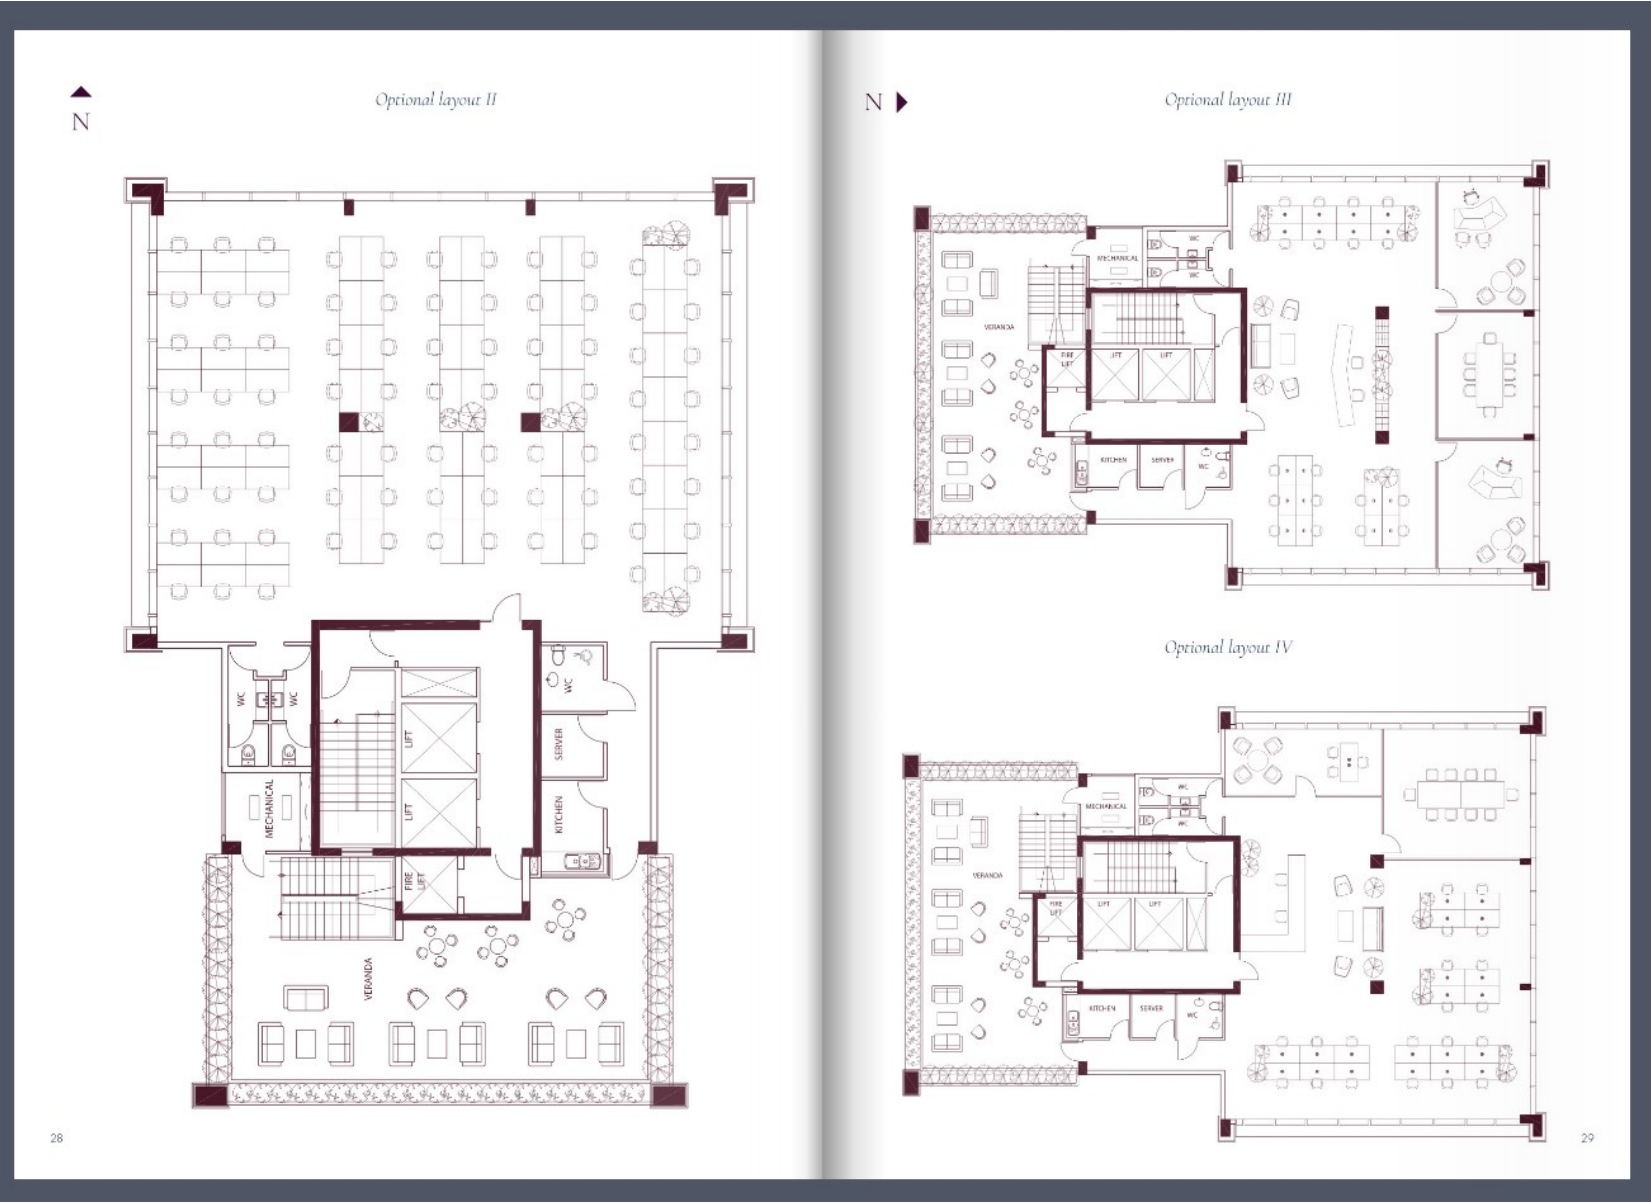 N
Optional layout II
WC
WC
LIFT
LIFT
MECHANICAL
WC
SERVER
KITCHEN
FIRE
LIFT
VERANDA
28
N
Optional layout III
MECHANICAL
WC
WC
VERANDA
FIRE
LIFT
LIFT
LIFT
KITCHEN
SERVER
WC
Optional layout IV
MECHANICAL
WC
WC
VERANDA
FIRE
LIFT
LIFT
LIFT
KITCHEN
SERVER
WC
29